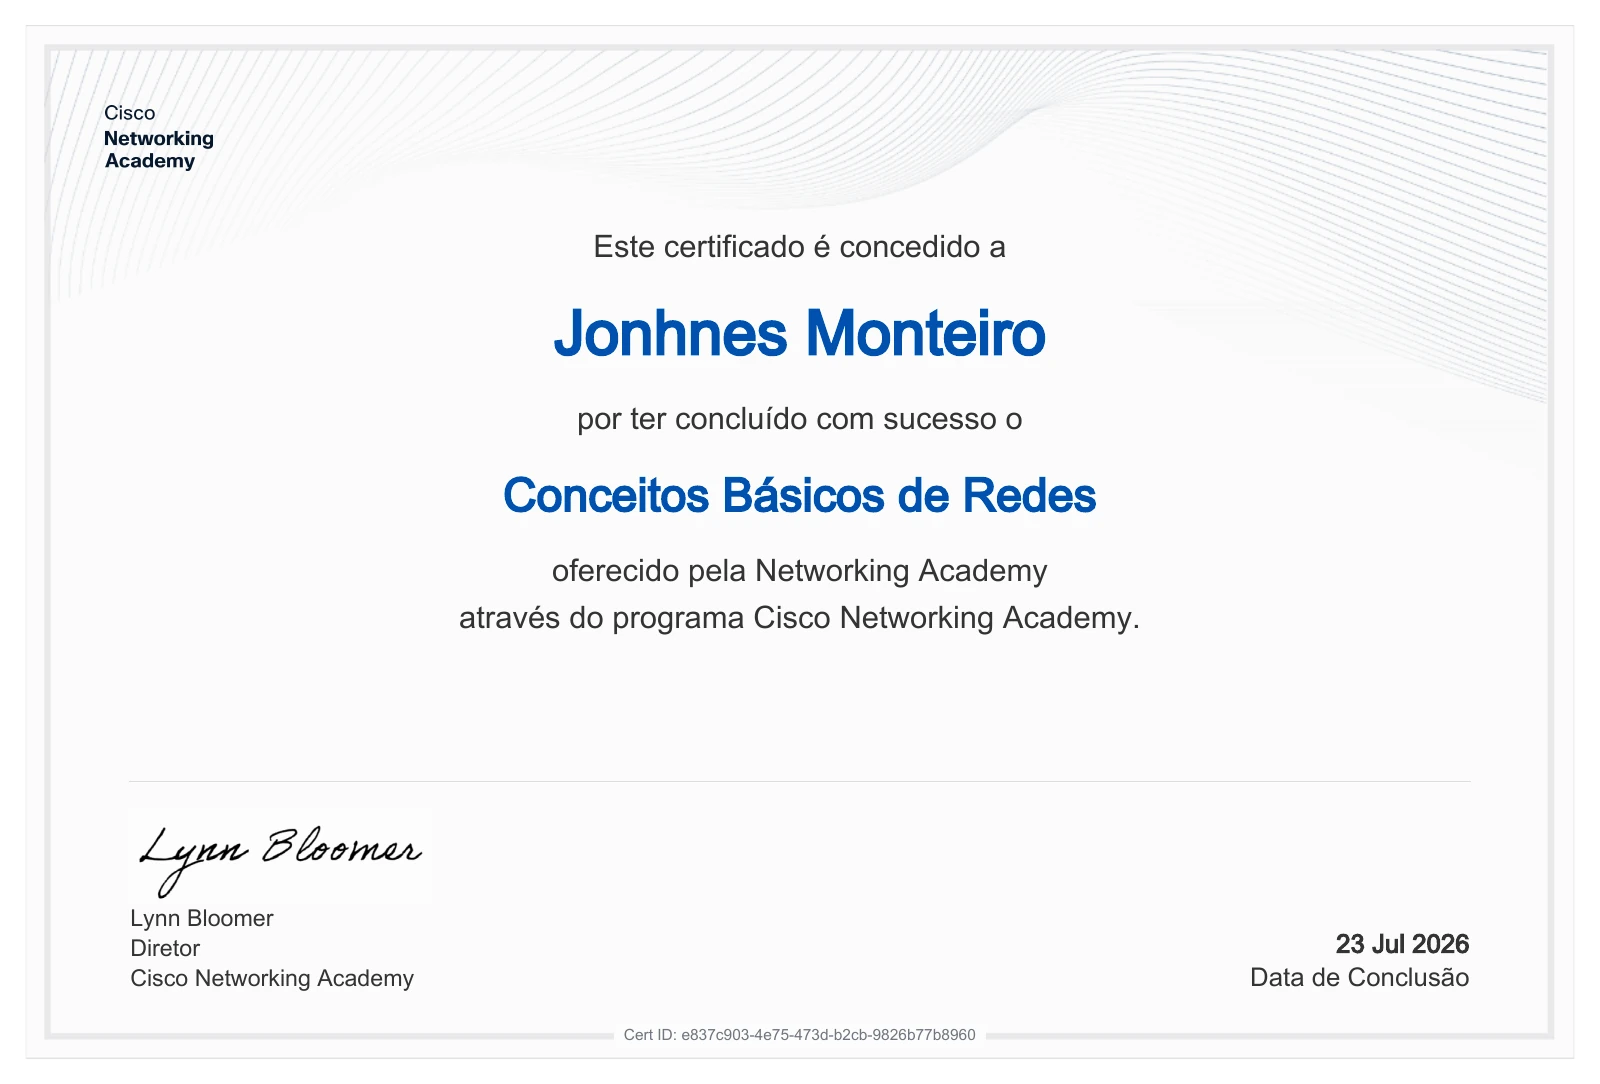 Cisco
Networking
Academy
Este certificado é concedido a
Jonhnes Monteiro
por ter concluído com sucesso o
Conceitos Básicos de Redes
oferecido pela Networking Academy
através do programa Cisco Networking Academy.
Lynn Bloomer
Lynn Bloomer
Diretor
Cisco Networking Academy
23 Jul 2026
Data de Conclusão
Cert ID: e837c903-4e75-473d-b2cb-9826b77b8960